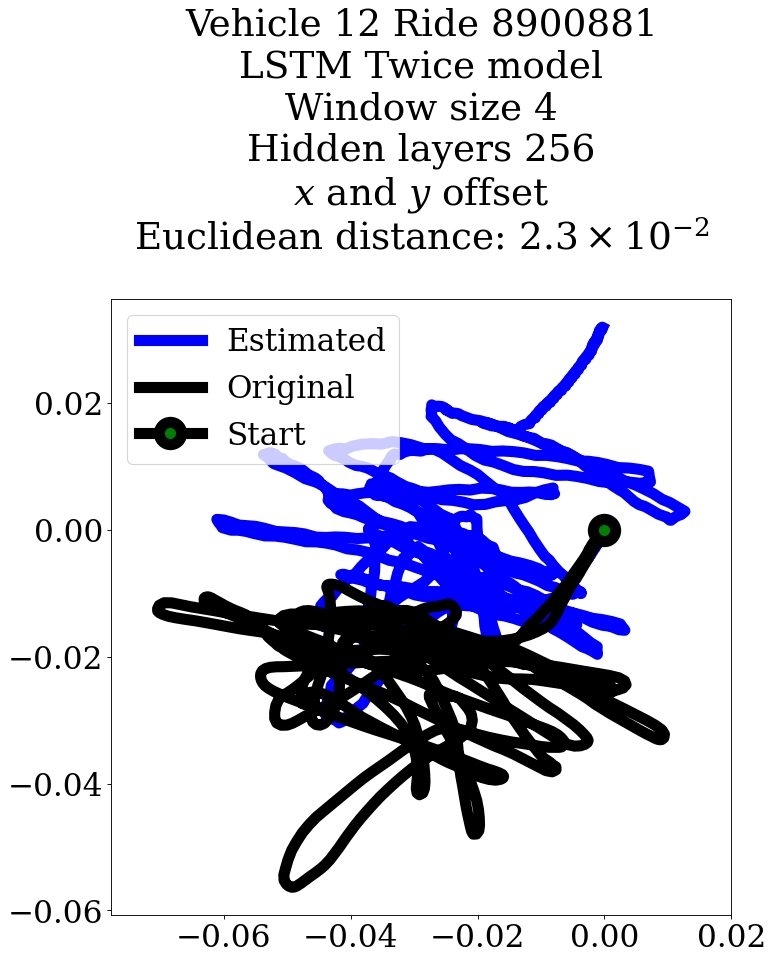 Vehicle 12 Ride 8900881
LSTM Twice model
Window size 4
Hidden layers 256
x and y offset
Euclidean distance: 2.3 × 10⁻²
Estimated
Original
Start
0.02
0.00
−0.02
−0.04
−0.06
−0.06 −0.04 −0.02 0.00 0.02